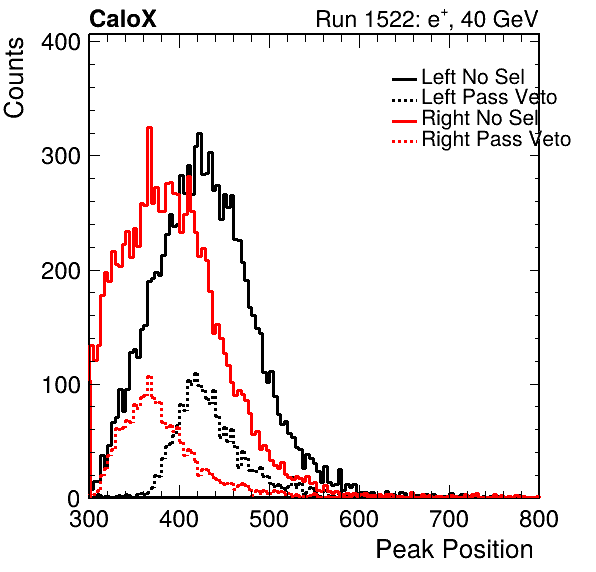 CaloX Run 1522: e+, 40 GeV
Counts
400
300
200
100
0
Left No Sel
Left Pass Veto
Right No Sel
Right Pass Veto
300 400 500 600 700 800
Peak Position